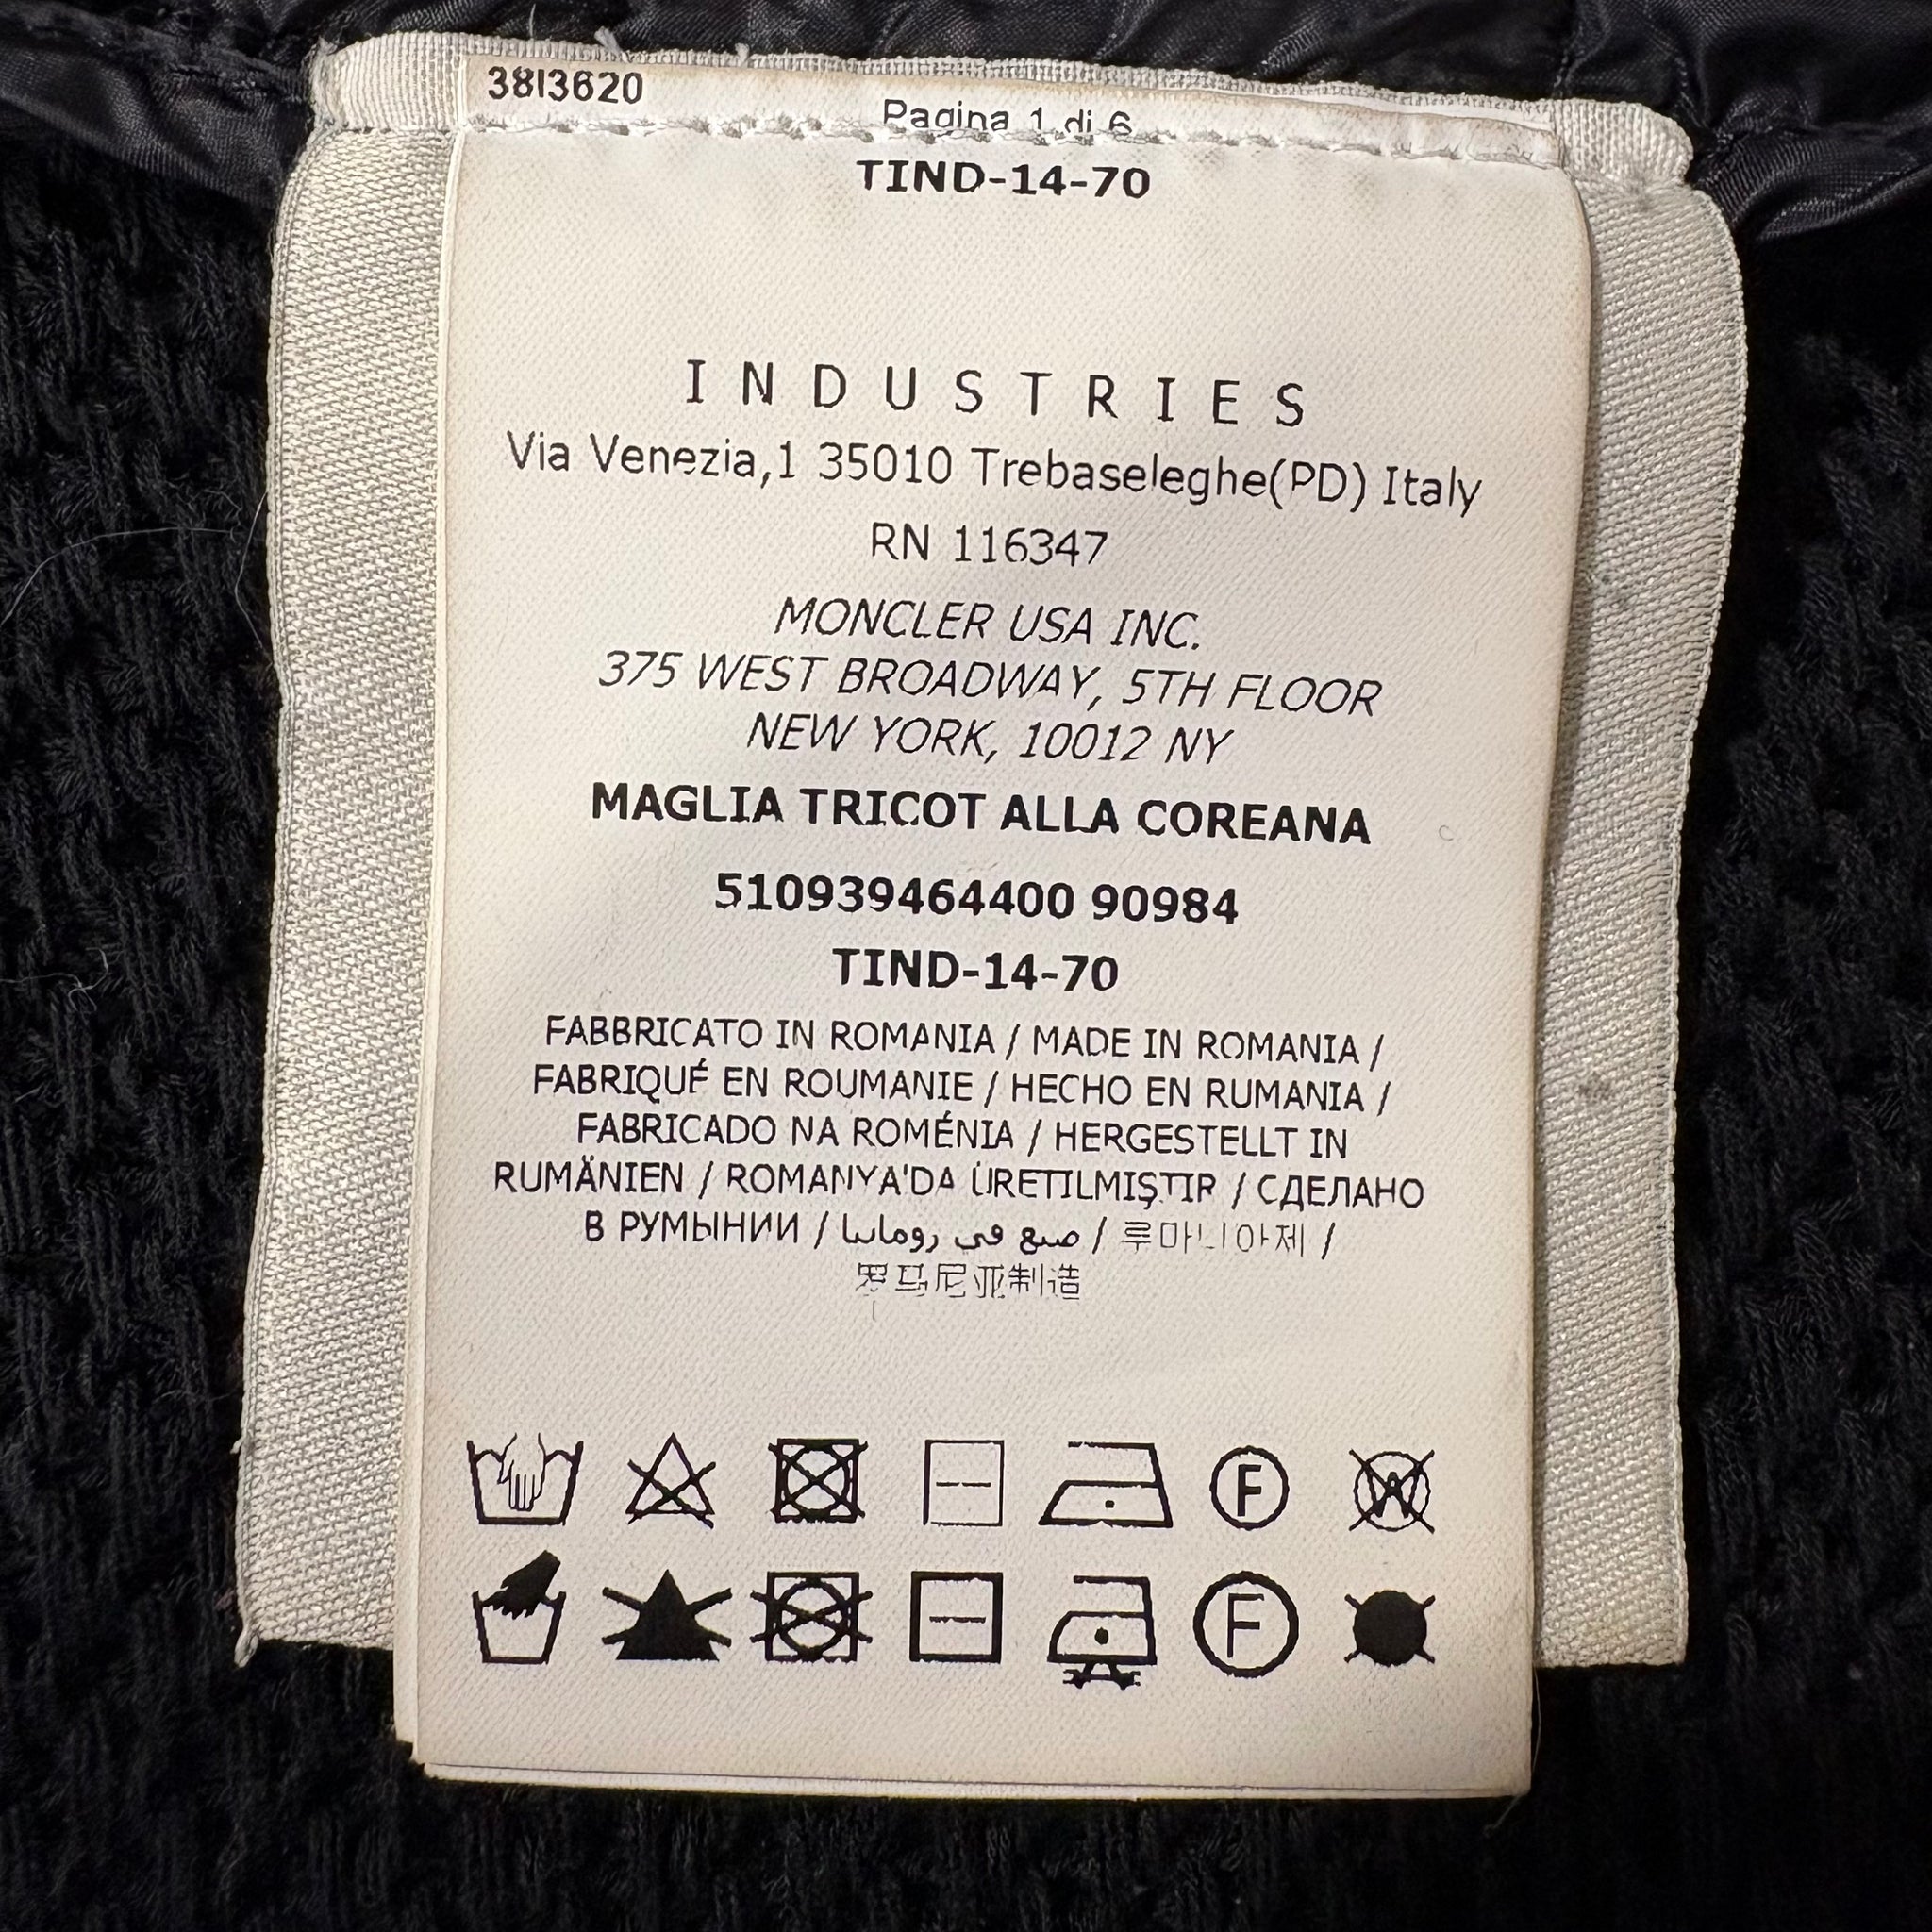 3813620
Pagina 1 di 6
TIND-14-70
INDUSTRIES
Via Venezia,1 35010 Trebaseleghe(PD) Italy
RN 116347
MONCLER USA INC.
375 WEST BROADWAY, 5TH FLOOR
NEW YORK, 10012 NY
MAGLIA TRICOT ALLA COREANA
510939464400 90984
TIND-14-70
FABBRICATO IN ROMANIA / MADE IN ROMANIA /
FABRIQUÉ EN ROUMANIE / HECHO EN RUMANIA /
FABRICADO NA ROMÉNIA / HERGESTELLT IN
RUMÄNIEN / ROMANYA'DA ÜRETILMIŞTIR / СДЕЛАНО
В РУМЫНИИ / صنع في رومانيا / 루마니아제 /
罗马尼亚制造
F W
F